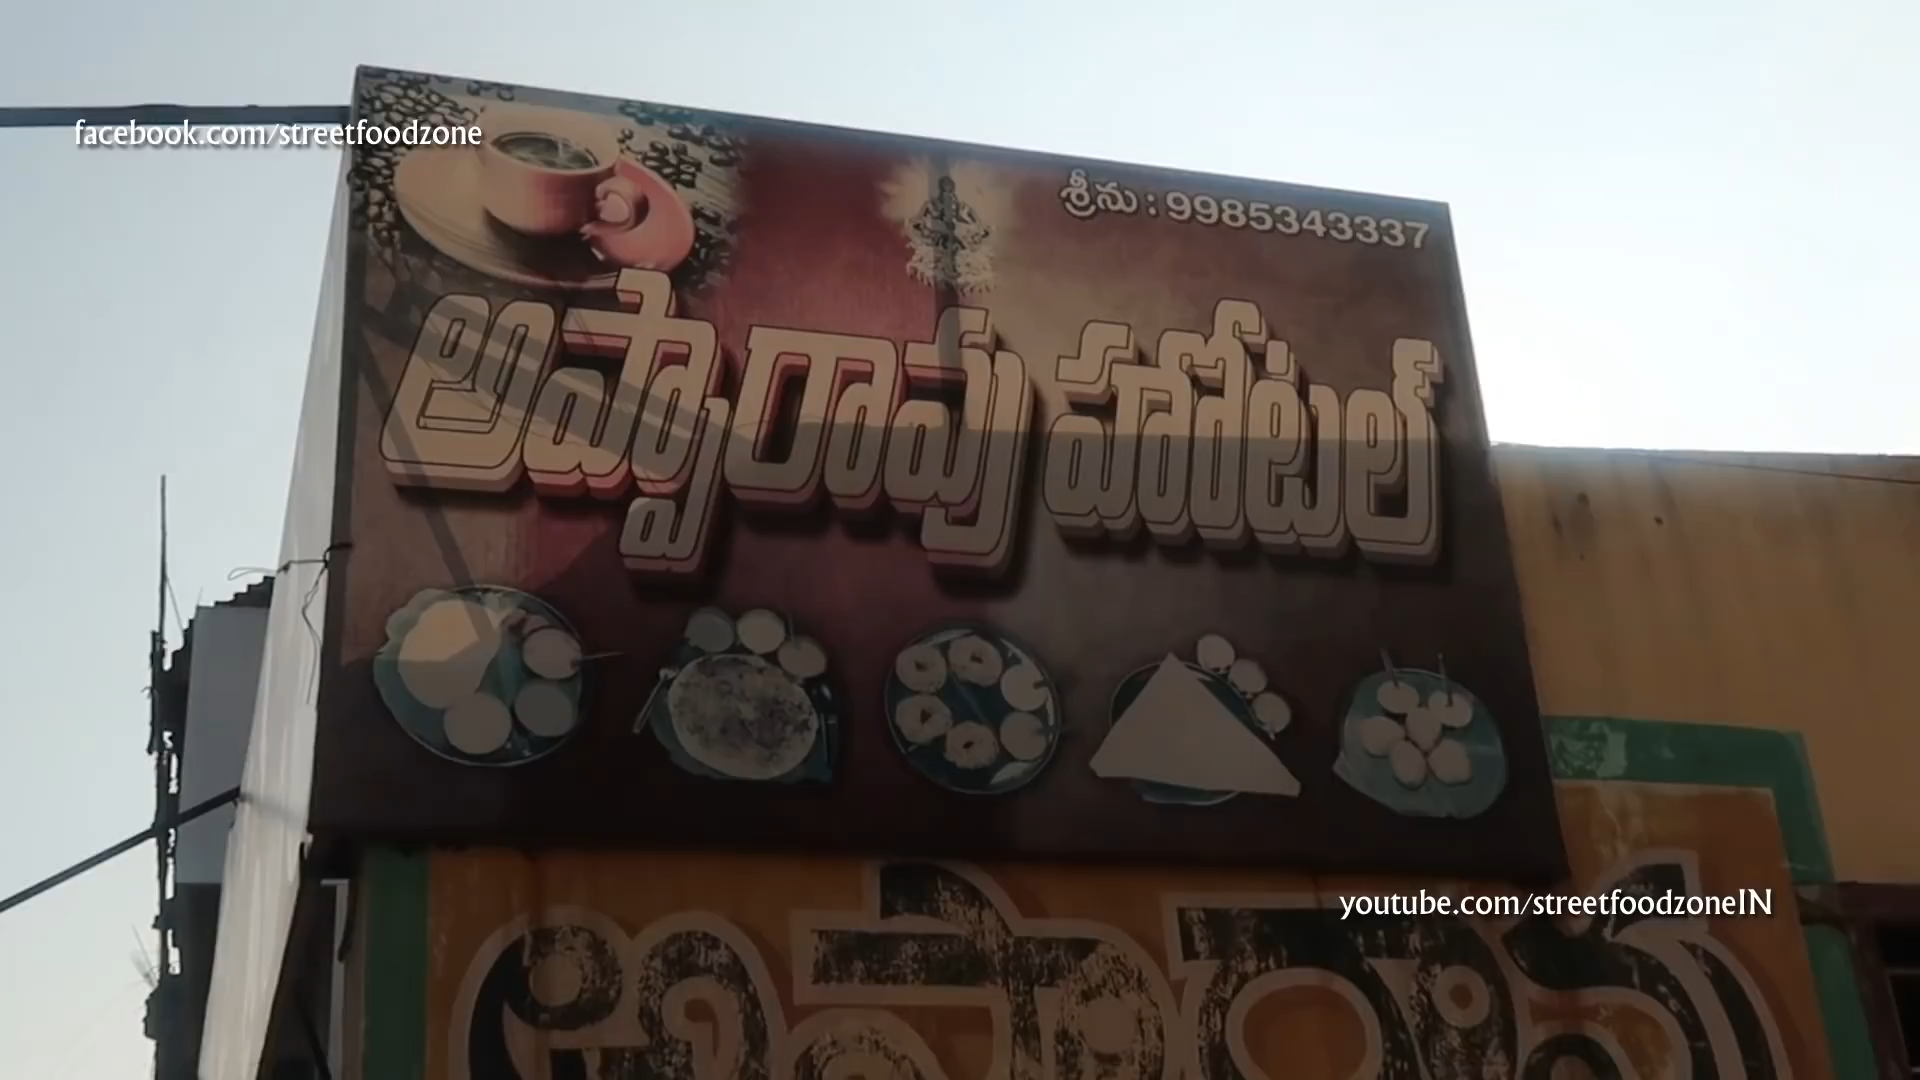 facebook.com/streetfoodzone
శ్రీను : 9985343337
అప్పారావు హోటల్
youtube.com/streetfoodzoneIN